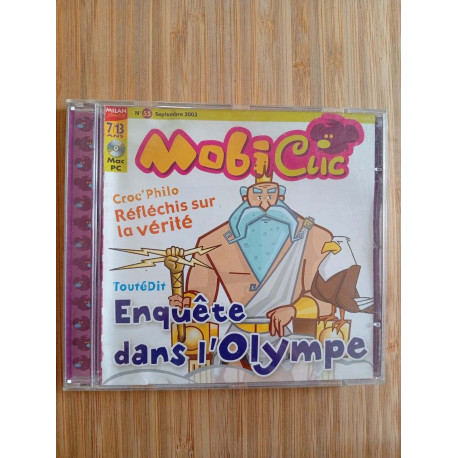 MILAN
7/13
ANS
Mac
PC
N° 55 Septembre 2003
MobiClic
Croc'Philo
Réfléchis sur
la vérité
ToutéDit
Enquête
dans l'Olympe